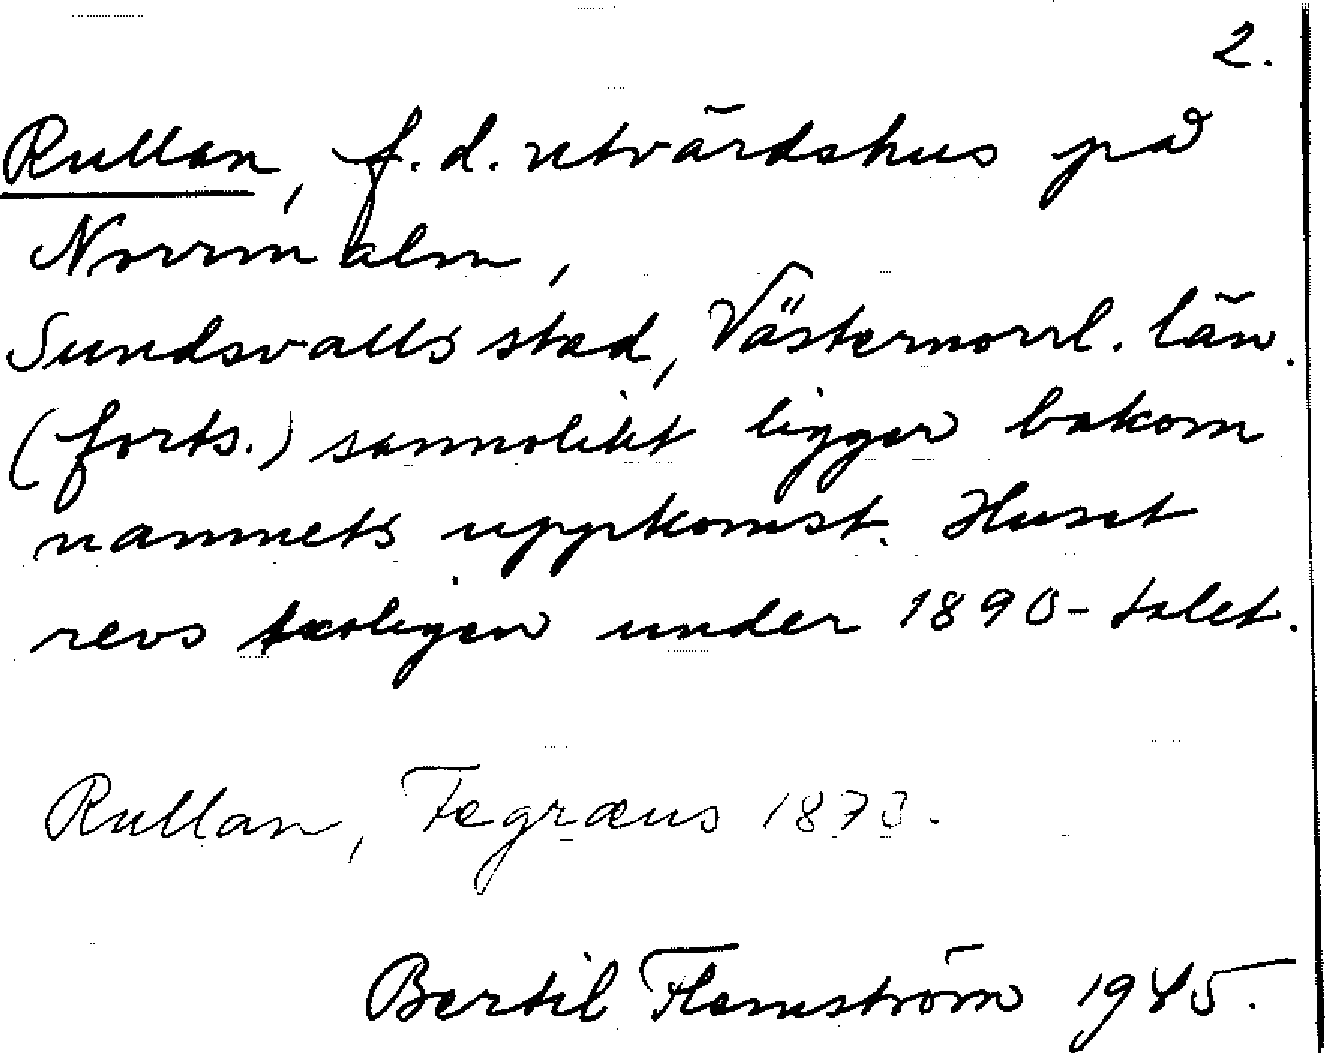 2.
Rullan, f.d. utvärdshus på
Norrmalm,
Sundsvalls stad, Västernorrl. län.
(forts.) sannolikt ligger bakom
namnets uppkomst. Huset
revs troligen under 1890-talet.
Rullan, Fegræus 1873.
Bertil Flemström 1945.